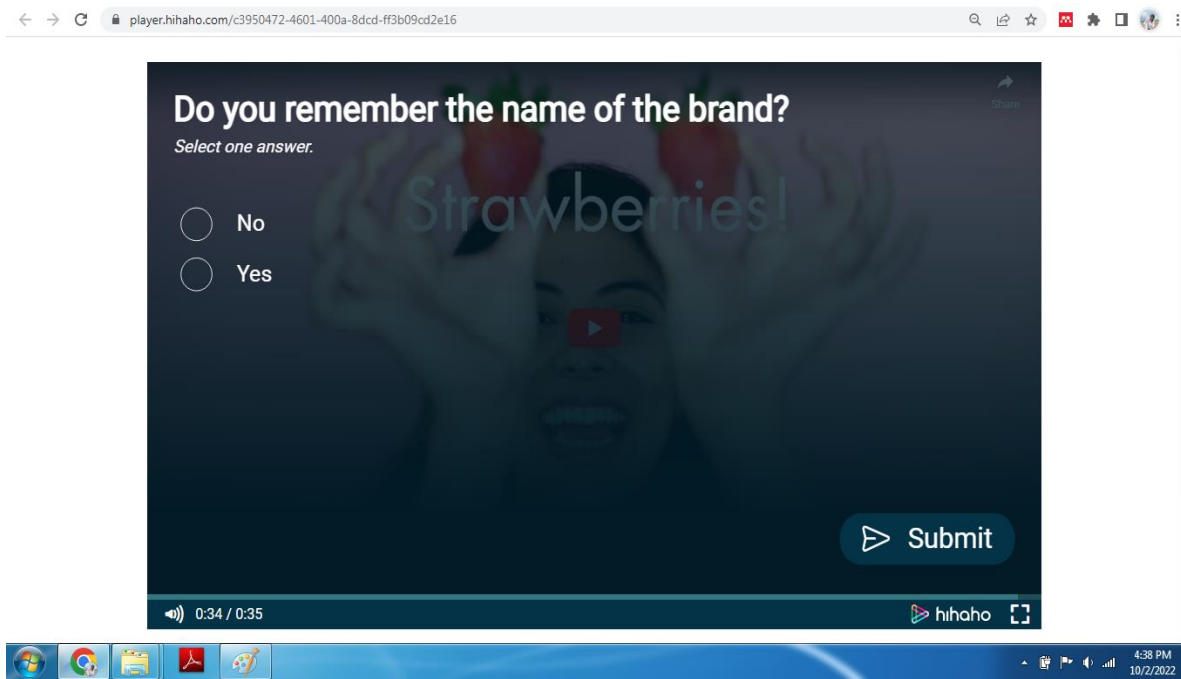 player.hihaho.com/c3950472-4601-400a-8dcd-ff3b09cd2e16
Share
Do you remember the name of the brand?
Select one answer.
Strawberries!
No
Yes
Submit
0:34 / 0:35
hihaho
4:38 PM
10/2/2022